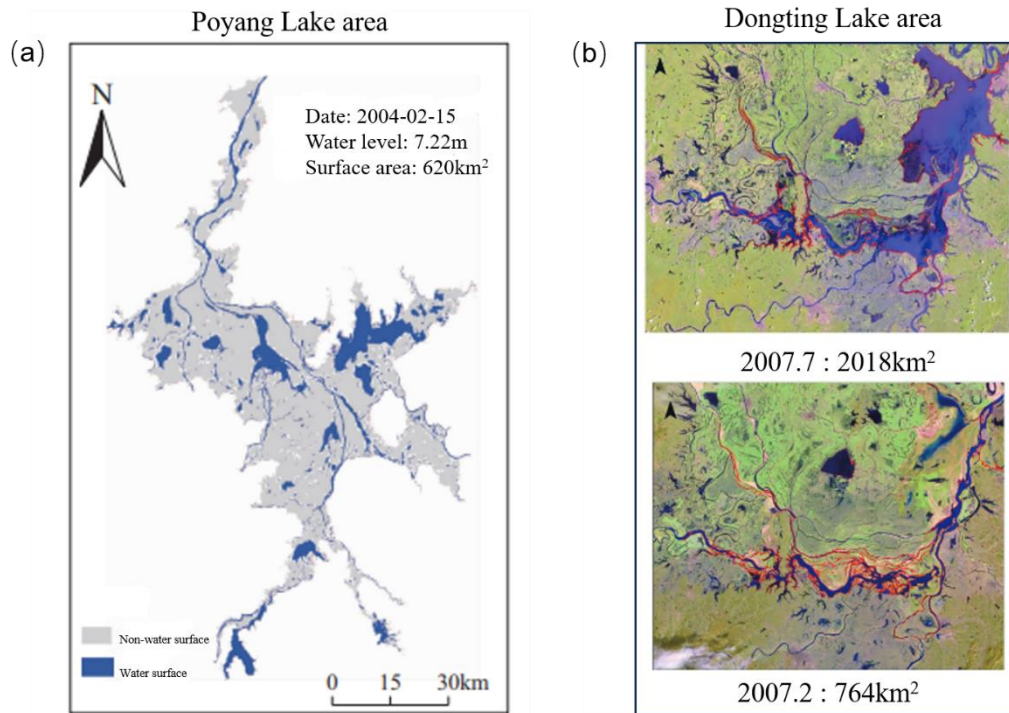 Poyang Lake area
(a)
N
Date: 2004-02-15
Water level: 7.22m
Surface area: 620km²
Non-water surface
Water surface
0 15 30km
Dongting Lake area
(b)
2007.7 : 2018km²
2007.2 : 764km²